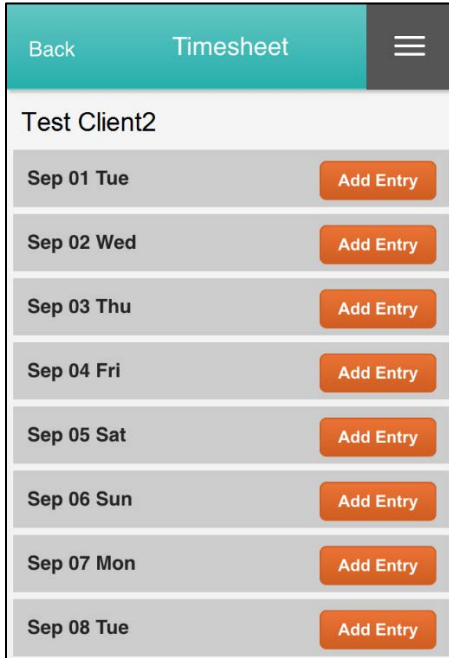 Back Timesheet
Test Client2
Sep 01 Tue Add Entry
Sep 02 Wed Add Entry
Sep 03 Thu Add Entry
Sep 04 Fri Add Entry
Sep 05 Sat Add Entry
Sep 06 Sun Add Entry
Sep 07 Mon Add Entry
Sep 08 Tue Add Entry